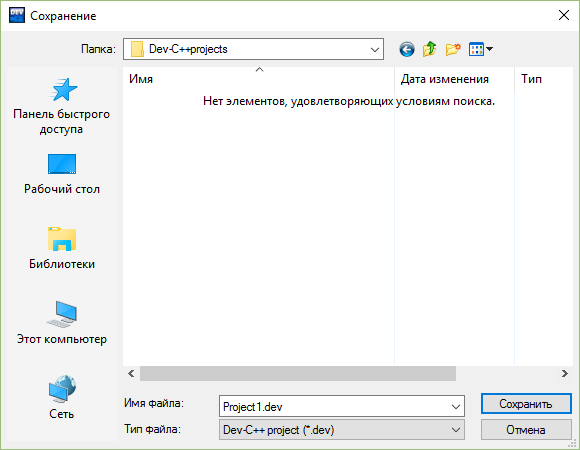 Сохранение
Папка:
Dev-C++projects
Имя
Дата изменения
Тип
Нет элементов, удовлетворяющих условиям поиска.
Панель быстрого
доступа
Рабочий стол
Библиотеки
Этот компьютер
Сеть
Имя файла:
Project1.dev
Сохранить
Тип файла:
Dev-C++ project (*.dev)
Отмена